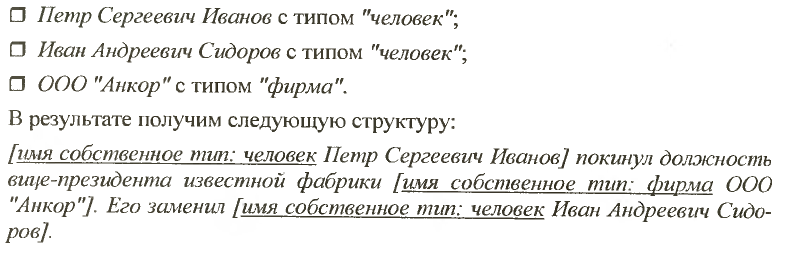 ❒ Петр Сергеевич Иванов с типом "человек";
❒ Иван Андреевич Сидоров с типом "человек";
❒ ООО "Анкор" с типом "фирма".
В результате получим следующую структуру:
[имя собственное тип: человек Петр Сергеевич Иванов] покинул должность
вице-президента известной фабрики [имя собственное тип: фирма ООО
"Анкор"]. Его заменил [имя собственное тип: человек Иван Андреевич Сидо-
ров].